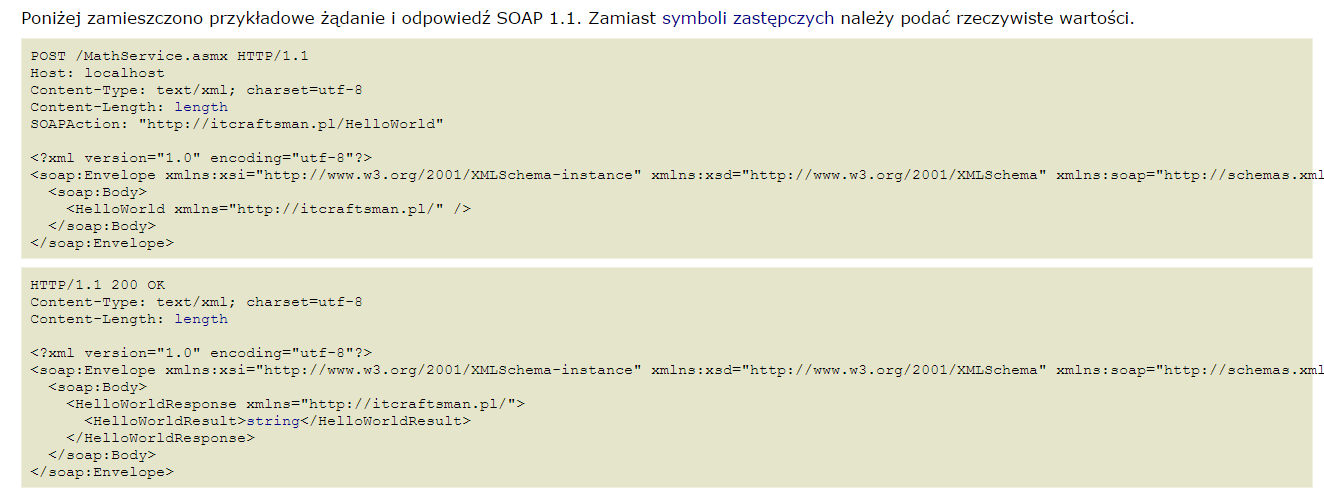 Poniżej zamieszczono przykładowe żądanie i odpowiedź SOAP 1.1. Zamiast symboli zastępczych należy podać rzeczywiste wartości.
POST /MathService.asmx HTTP/1.1
Host: localhost
Content-Type: text/xml; charset=utf-8
Content-Length: length
SOAPAction: "http://itcraftsman.pl/HelloWorld"

<?xml version="1.0" encoding="utf-8"?>
<soap:Envelope xmlns:xsi="http://www.w3.org/2001/XMLSchema-instance" xmlns:xsd="http://www.w3.org/2001/XMLSchema" xmlns:soap="http://schemas.xml
  <soap:Body>
    <HelloWorld xmlns="http://itcraftsman.pl/" />
  </soap:Body>
</soap:Envelope>
HTTP/1.1 200 OK
Content-Type: text/xml; charset=utf-8
Content-Length: length

<?xml version="1.0" encoding="utf-8"?>
<soap:Envelope xmlns:xsi="http://www.w3.org/2001/XMLSchema-instance" xmlns:xsd="http://www.w3.org/2001/XMLSchema" xmlns:soap="http://schemas.xml
  <soap:Body>
    <HelloWorldResponse xmlns="http://itcraftsman.pl/">
      <HelloWorldResult>string</HelloWorldResult>
    </HelloWorldResponse>
  </soap:Body>
</soap:Envelope>